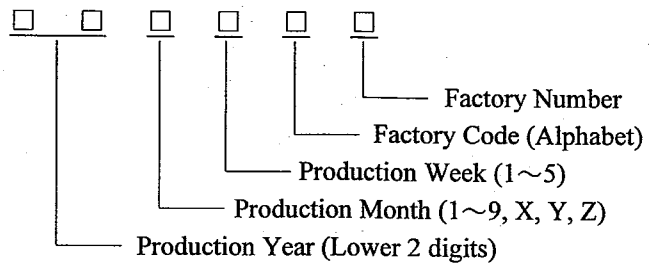 □ □ □ □ □ □
Factory Number
Factory Code (Alphabet)
Production Week (1～5)
Production Month (1～9, X, Y, Z)
Production Year (Lower 2 digits)